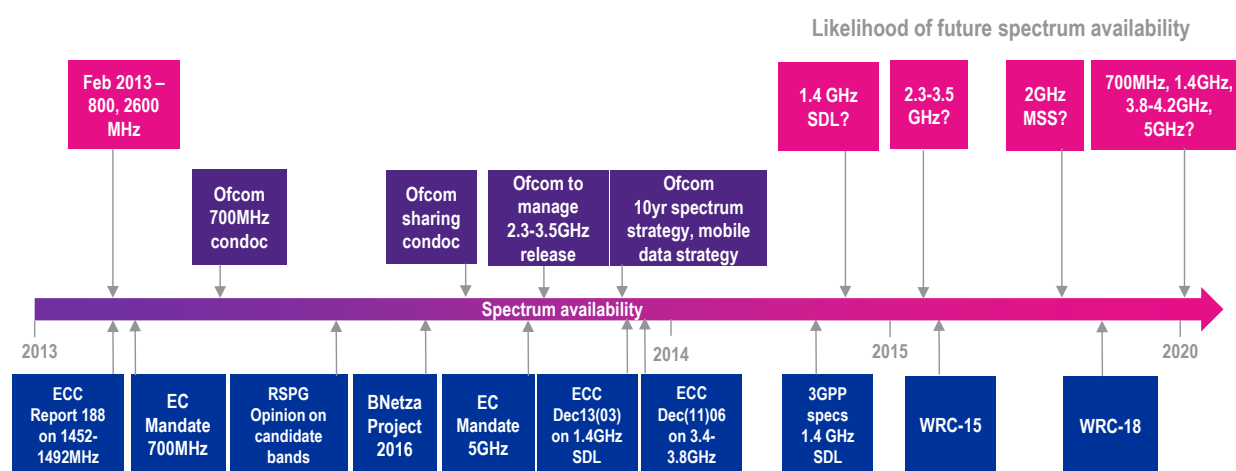 Likelihood of future spectrum availability
Feb 2013 –
800, 2600
MHz
1.4 GHz
SDL?
2.3-3.5
GHz?
2GHz
MSS?
700MHz, 1.4GHz,
3.8-4.2GHz,
5GHz?
Ofcom
700MHz
condoc
Ofcom
sharing
condoc
Ofcom to
manage
2.3-3.5GHz
release
Ofcom
10yr spectrum
strategy, mobile
data strategy
Spectrum availability
2013
2014
2015
2020
ECC
Report 188
on 1452-
1492MHz
EC
Mandate
700MHz
RSPG
Opinion on
candidate
bands
BNetza
Project
2016
EC
Mandate
5GHz
ECC
Dec13(03)
on 1.4GHz
SDL
ECC
Dec(11)06
on 3.4-
3.8GHz
3GPP
specs
1.4 GHz
SDL
WRC-15
WRC-18